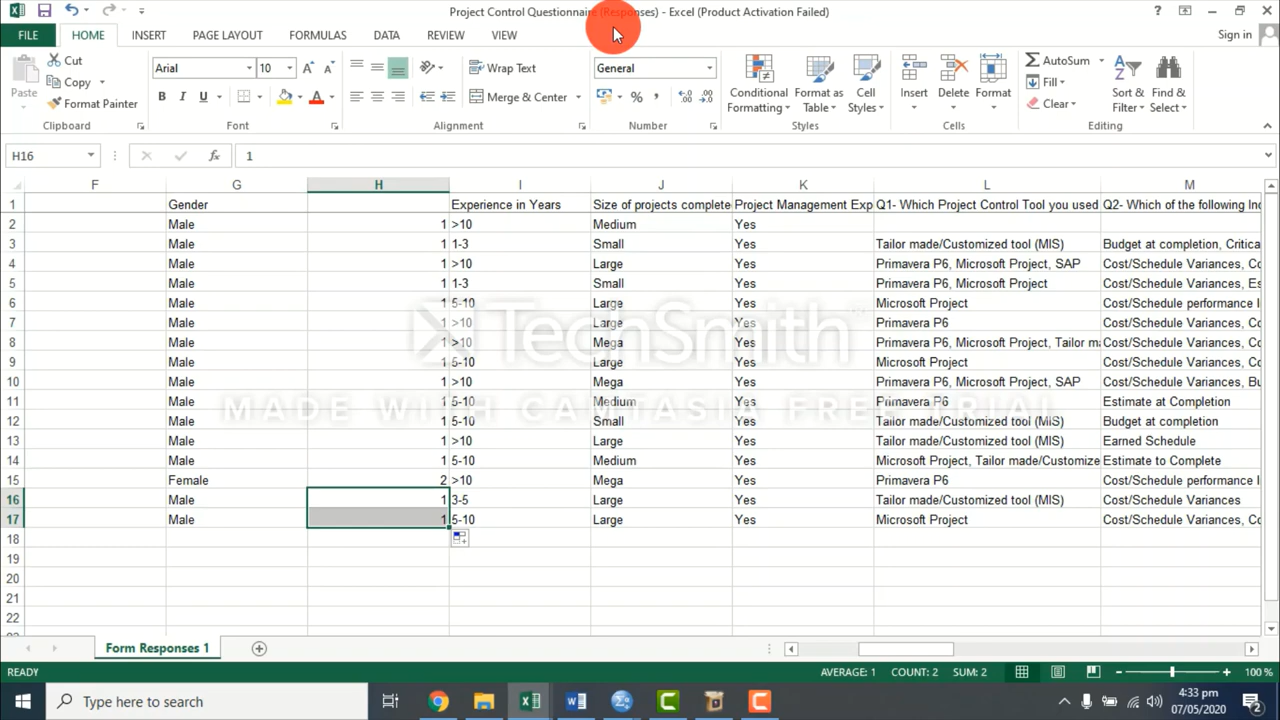 Project Control Questionnaire (Responses) - Excel (Product Activation Failed)
FILE HOME INSERT PAGE LAYOUT FORMULAS DATA REVIEW VIEW Sign in
Paste Cut Copy Format Painter Clipboard
Arial 10 B I U A Font
Wrap Text Merge & Center Alignment
General % Number
Conditional Formatting Format as Table Cell Styles Styles
Insert Delete Format Cells
AutoSum Fill Clear Sort & Filter Find & Select Editing
H16 fx 1
F G H I J K L M
1 Gender Experience in Years Size of projects complete Project Management Exp Q1- Which Project Control Tool you used Q2- Which of the following Inc
2 Male 1 >10 Medium Yes
3 Male 1 1-3 Small Yes Tailor made/Customized tool (MIS) Budget at completion, Critica
4 Male 1 >10 Large Yes Primavera P6, Microsoft Project, SAP Cost/Schedule Variances, Co
5 Male 1 1-3 Small Yes Primavera P6, Microsoft Project Cost/Schedule Variances, Es
6 Male 1 5-10 Large Yes Microsoft Project Cost/Schedule performance I
7 Male 1 >10 Large Yes Primavera P6 Cost/Schedule Variances, Co
8 Male 1 >10 Mega Yes Primavera P6, Microsoft Project, Tailor m Cost/Schedule Variances, Co
9 Male 1 5-10 Large Yes Microsoft Project Cost/Schedule Variances, Co
10 Male 1 >10 Mega Yes Primavera P6, Microsoft Project, SAP Cost/Schedule Variances, Bu
11 Male 1 5-10 Medium Yes Primavera P6 Estimate at Completion
12 Male 1 5-10 Small Yes Tailor made/Customized tool (MIS) Budget at completion
13 Male 1 >10 Large Yes Tailor made/Customized tool (MIS) Earned Schedule
14 Male 1 5-10 Medium Yes Microsoft Project, Tailor made/Customize Estimate to Complete
15 Female 2 >10 Mega Yes Primavera P6 Cost/Schedule performance I
16 Male 1 3-5 Large Yes Tailor made/Customized tool (MIS) Cost/Schedule Variances
17 Male 1 5-10 Large Yes Microsoft Project Cost/Schedule Variances, Co
18
19
20
21
22
TechSmith
MADE WITH CAMTASIA FREE TRIAL
Form Responses 1
READY AVERAGE: 1 COUNT: 2 SUM: 2 100 %
Type here to search 4:33 pm
07/05/2020 2